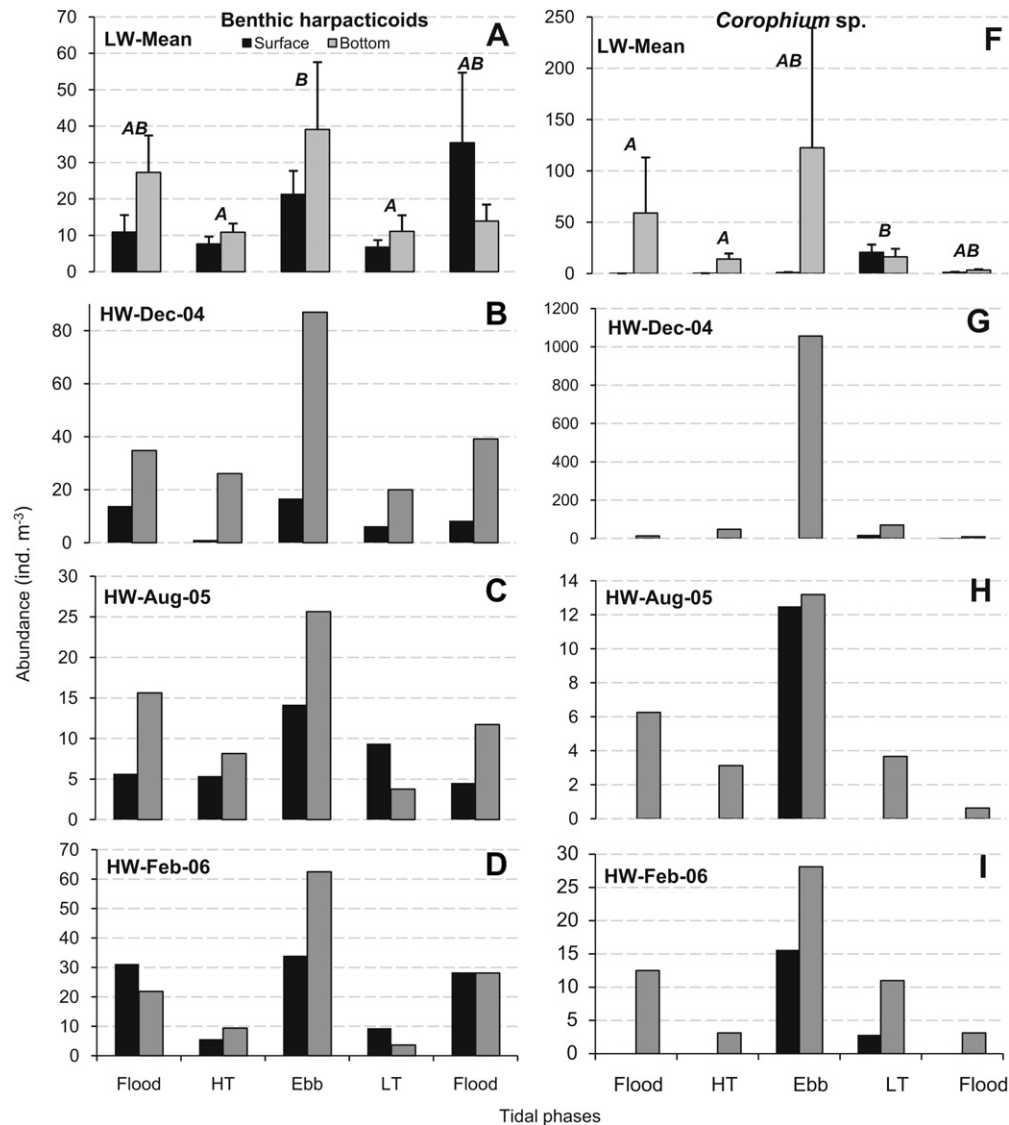 Benthic harpacticoids
LW-Mean
Surface Bottom
A
70
60
50
40
30
20
10
0
AB
A
B
A
AB
Corophium sp.
LW-Mean
F
250
200
150
100
50
0
A
A
AB
B
AB
HW-Dec-04
B
80
60
40
20
0
HW-Dec-04
G
1200
1000
800
600
400
200
0
HW-Aug-05
C
30
25
20
15
10
5
0
HW-Aug-05
H
14
12
10
8
6
4
2
0
HW-Feb-06
D
70
60
50
40
30
20
10
0
HW-Feb-06
I
30
25
20
15
10
5
0
Abundance (ind. m-3)
Flood HT Ebb LT Flood
Flood HT Ebb LT Flood
Tidal phases